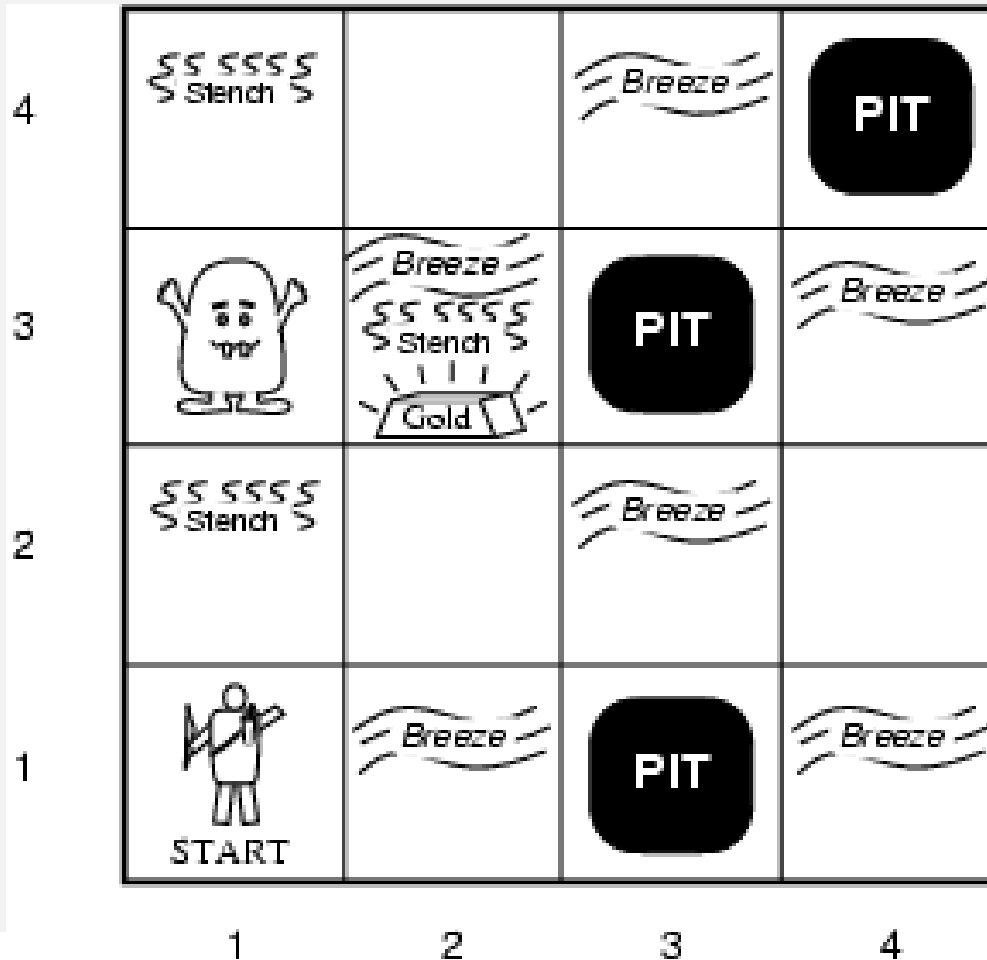 4
Stench
Breeze
PIT
3
Breeze
Stench
Gold
PIT
Breeze
2
Stench
Breeze
1
START
Breeze
PIT
Breeze
1 2 3 4